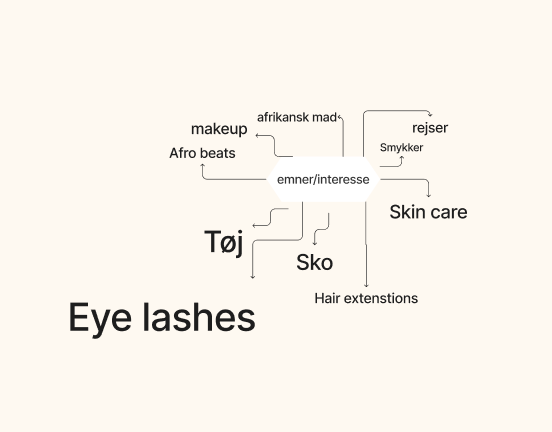 afrikansk mad
makeup
rejser
Smykker
Afro beats
emner/interesse
Skin care
Tøj
Sko
Hair extenstions
Eye lashes